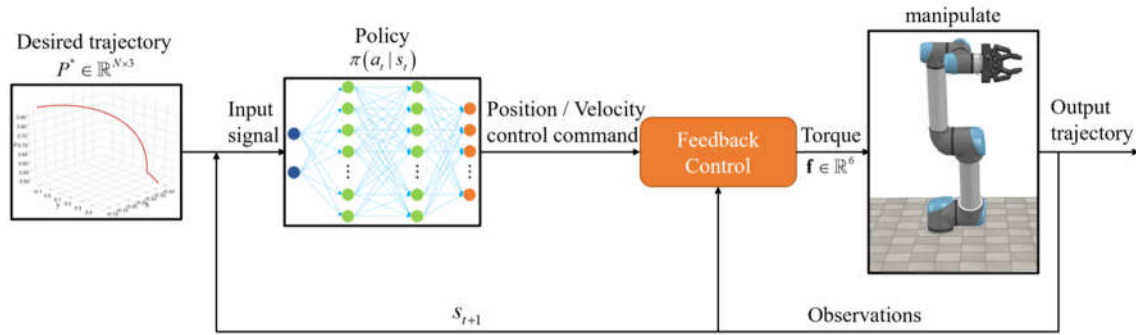 Desired trajectory
P* ∈ ℝ^{N×3}
Input
signal
Policy
π(a_t | s_t)
Position / Velocity
control command
Feedback
Control
Torque
f ∈ ℝ^6
manipulate
Output
trajectory
s_{t+1}
Observations